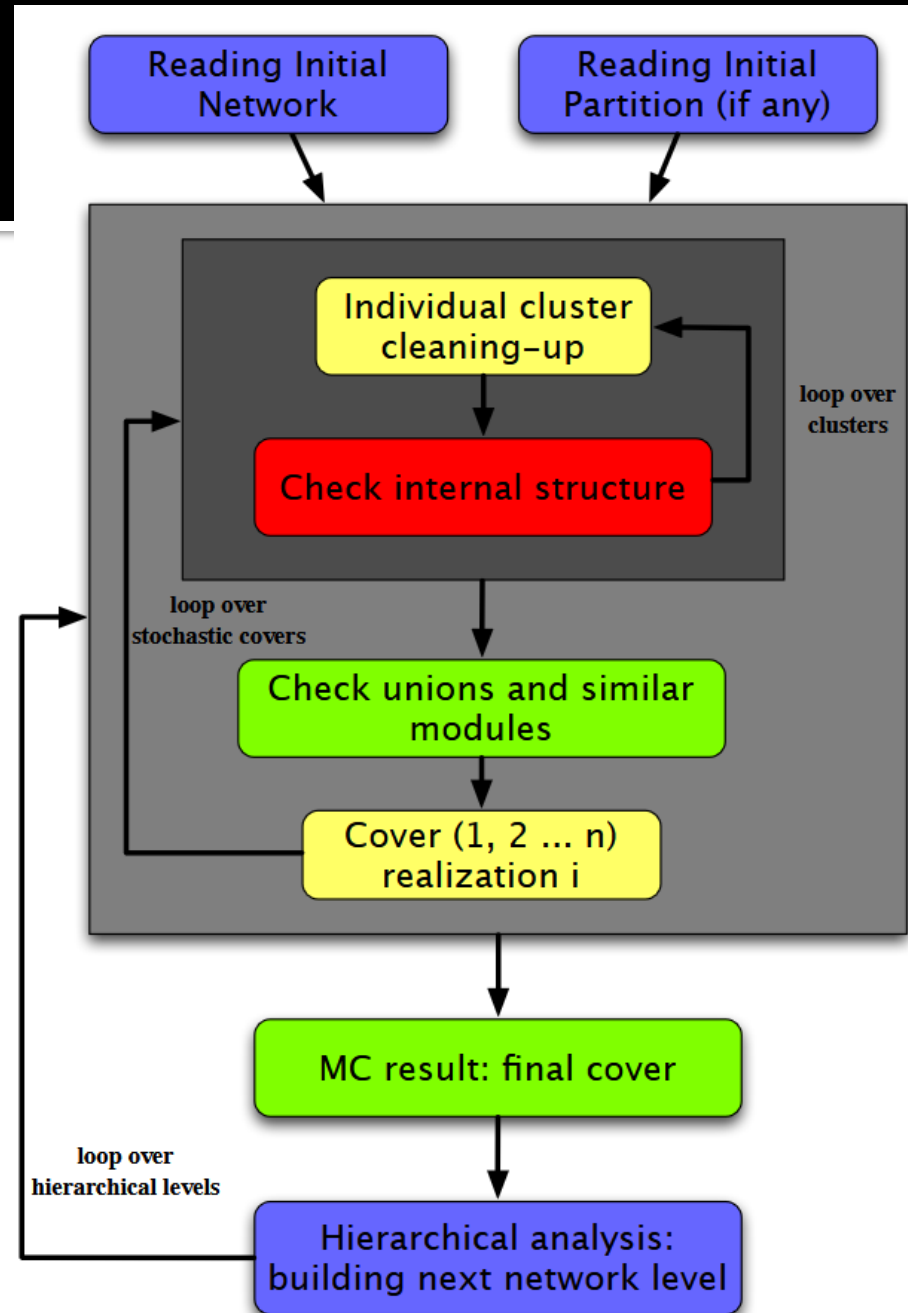 Reading Initial
Network
Reading Initial
Partition (if any)
Individual cluster
cleaning-up
loop over
clusters
Check internal structure
loop over
stochastic covers
Check unions and similar
modules
Cover (1, 2 ... n)
realization i
MC result: final cover
loop over
hierarchical levels
Hierarchical analysis:
building next network level